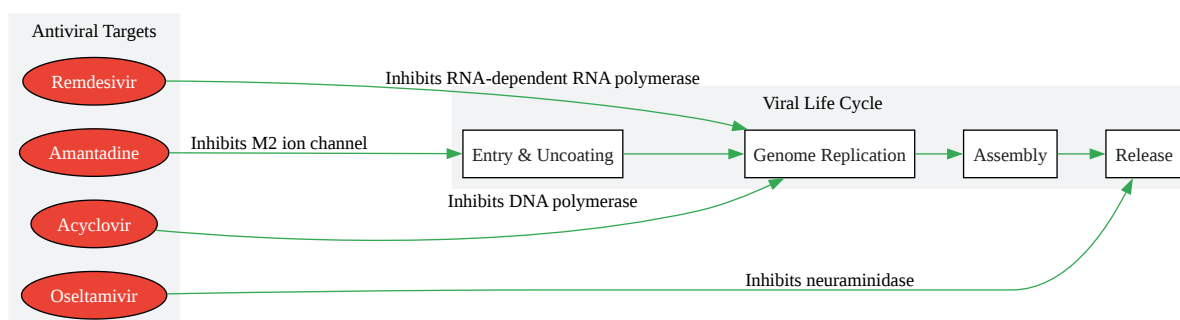 Antiviral Targets
Remdesivir
Inhibits RNA-dependent RNA polymerase
Viral Life Cycle
Amantadine
Inhibits M2 ion channel
Entry & Uncoating
Genome Replication
Assembly
Release
Acyclovir
Inhibits DNA polymerase
Oseltamivir
Inhibits neuraminidase